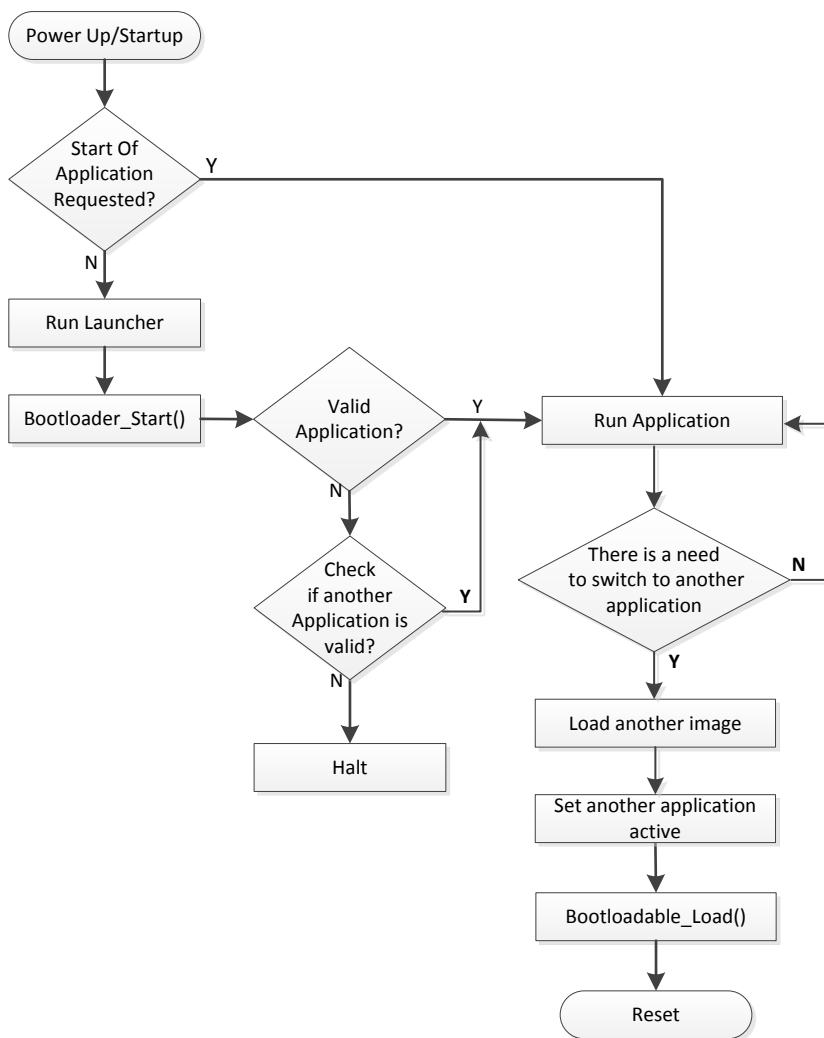 Power Up/Startup
Start Of
Application
Requested?
Y
N
Run Launcher
Bootloader_Start()
Valid
Application?
Y
N
Run Application
Check
if another
Application is
valid?
Y
N
Halt
There is a need
to switch to another
application
N
Y
Load another image
Set another application
active
Bootloadable_Load()
Reset